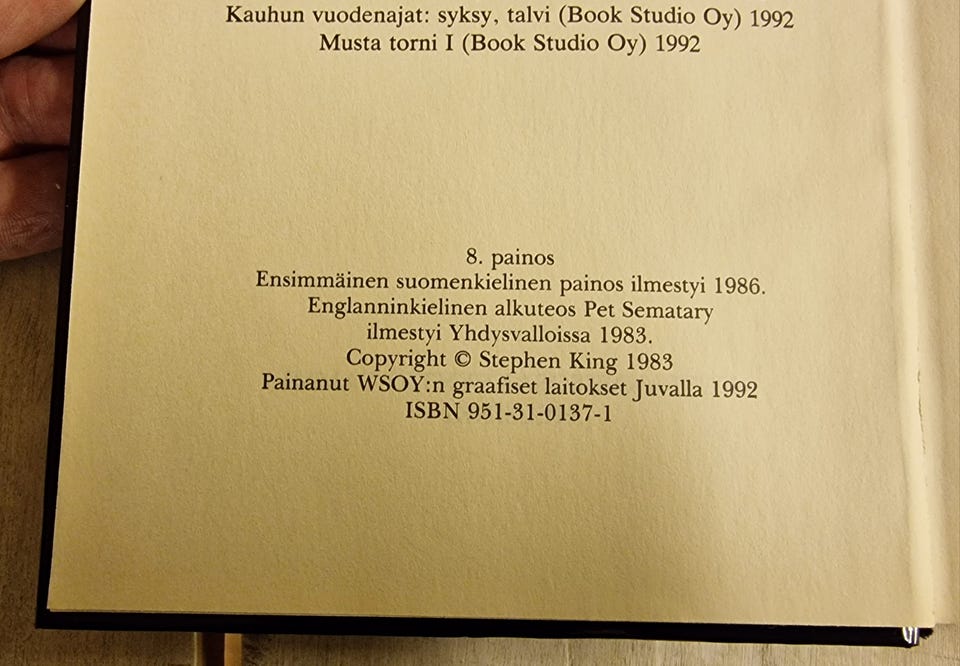 Kauhun vuodenajat: syksy, talvi (Book Studio Oy) 1992
Musta torni I (Book Studio Oy) 1992
8. painos
Ensimmäinen suomenkielinen painos ilmestyi 1986.
Englanninkielinen alkuteos Pet Sematary
ilmestyi Yhdysvalloissa 1983.
Copyright © Stephen King 1983
Painanut WSOY:n graafiset laitokset Juvalla 1992
ISBN 951-31-0137-1